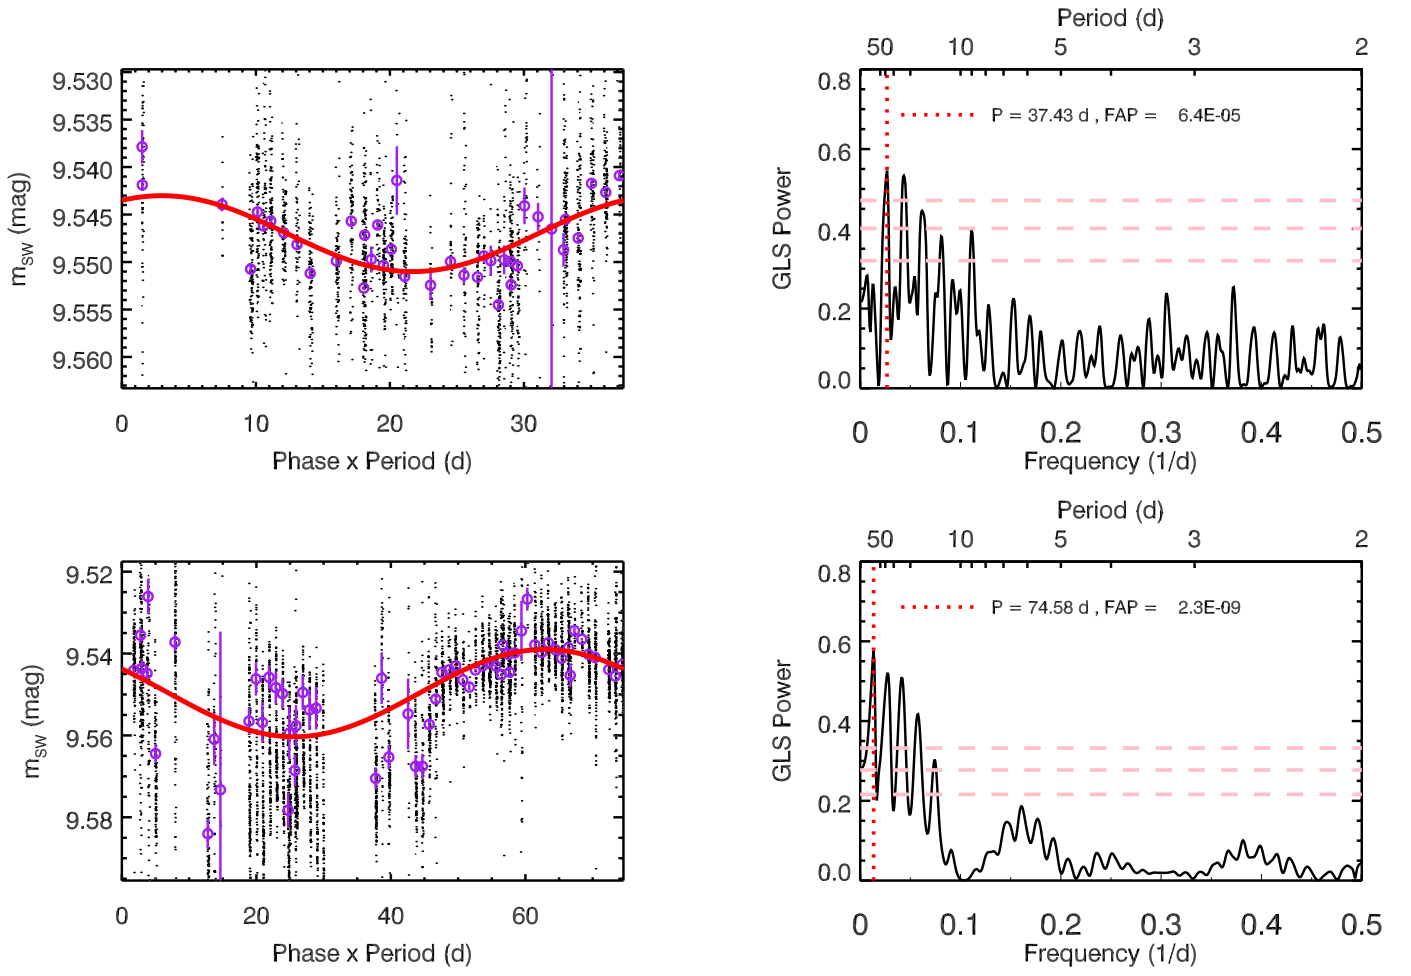 9.530
9.535
9.540
9.545
9.550
9.555
9.560
m_SW (mag)
0 10 20 30
Phase x Period (d)
Period (d)
50 10 5 3 2
0.8
0.6
0.4
0.2
0.0
GLS Power
P = 37.43 d , FAP = 6.4E-05
0 0.1 0.2 0.3 0.4 0.5
Frequency (1/d)
9.52
9.54
9.56
9.58
m_SW (mag)
0 20 40 60
Phase x Period (d)
Period (d)
50 10 5 3 2
0.8
0.6
0.4
0.2
0.0
GLS Power
P = 74.58 d , FAP = 2.3E-09
0 0.1 0.2 0.3 0.4 0.5
Frequency (1/d)